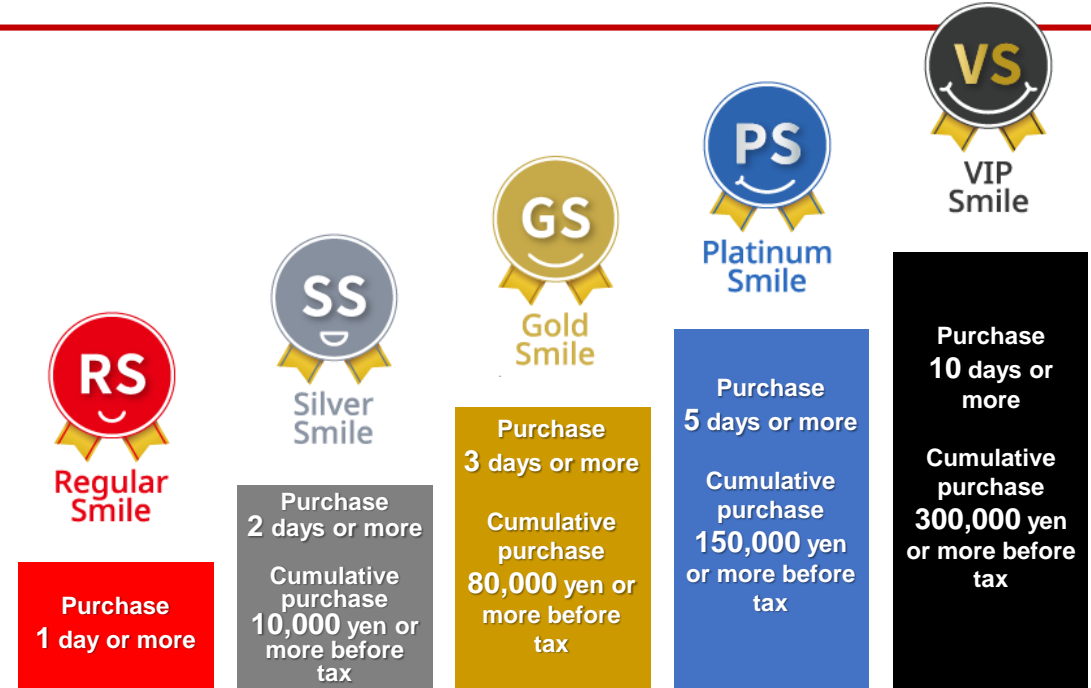 RS
Regular
Smile
Purchase
1 day or more
SS
Silver
Smile
Purchase
2 days or more
Cumulative
purchase
10,000 yen or
more before
tax
GS
Gold
Smile
Purchase
3 days or more
Cumulative
purchase
80,000 yen or
more before
tax
PS
Platinum
Smile
Purchase
5 days or more
Cumulative
purchase
150,000 yen
or more before
tax
VS
VIP
Smile
Purchase
10 days or
more
Cumulative
purchase
300,000 yen
or more before
tax